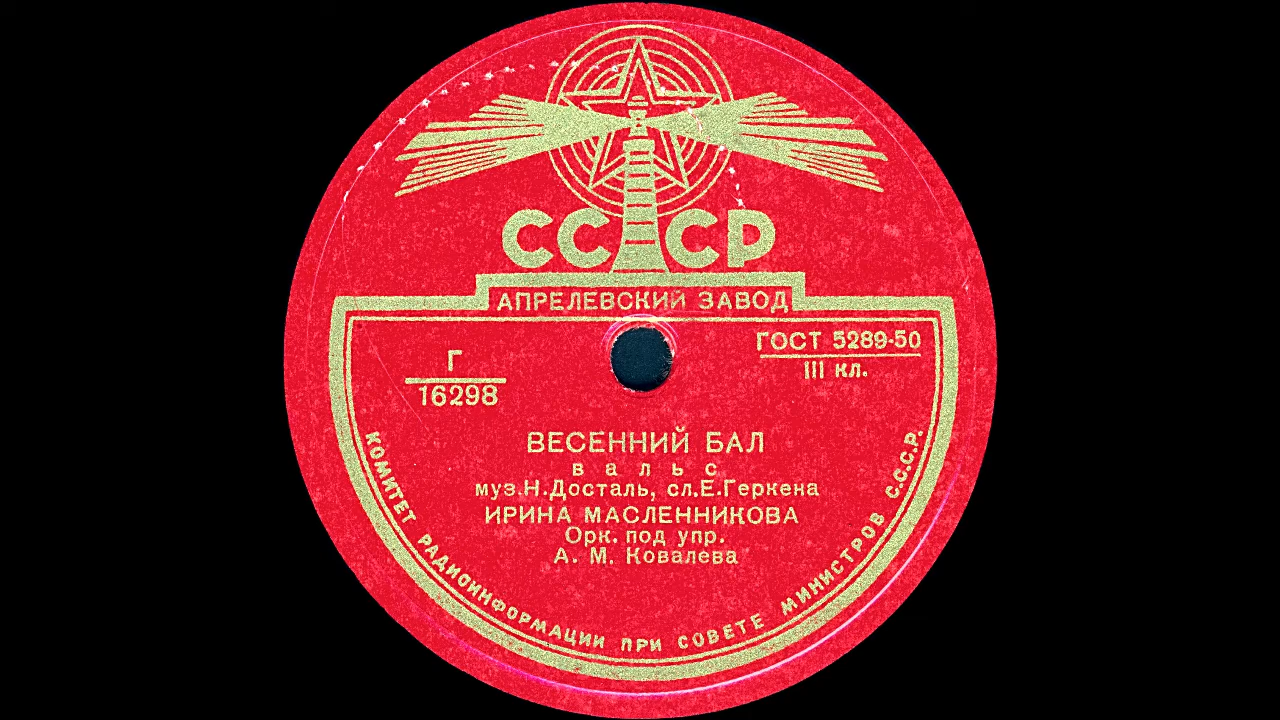 СССР
АПРЕЛЕВСКИЙ ЗАВОД
Г
16298
ГОСТ 5289-50
III кл.
ВЕСЕННИЙ БАЛ
вальс
муз.Н.Досталь, сл.Е.Геркена
ИРИНА МАСЛЕННИКОВА
Орк. под упр.
А. М. Ковалева
КОМИТЕТ РАДИОИНФОРМАЦИИ ПРИ СОВЕТЕ МИНИСТРОВ С.С.С.Р.